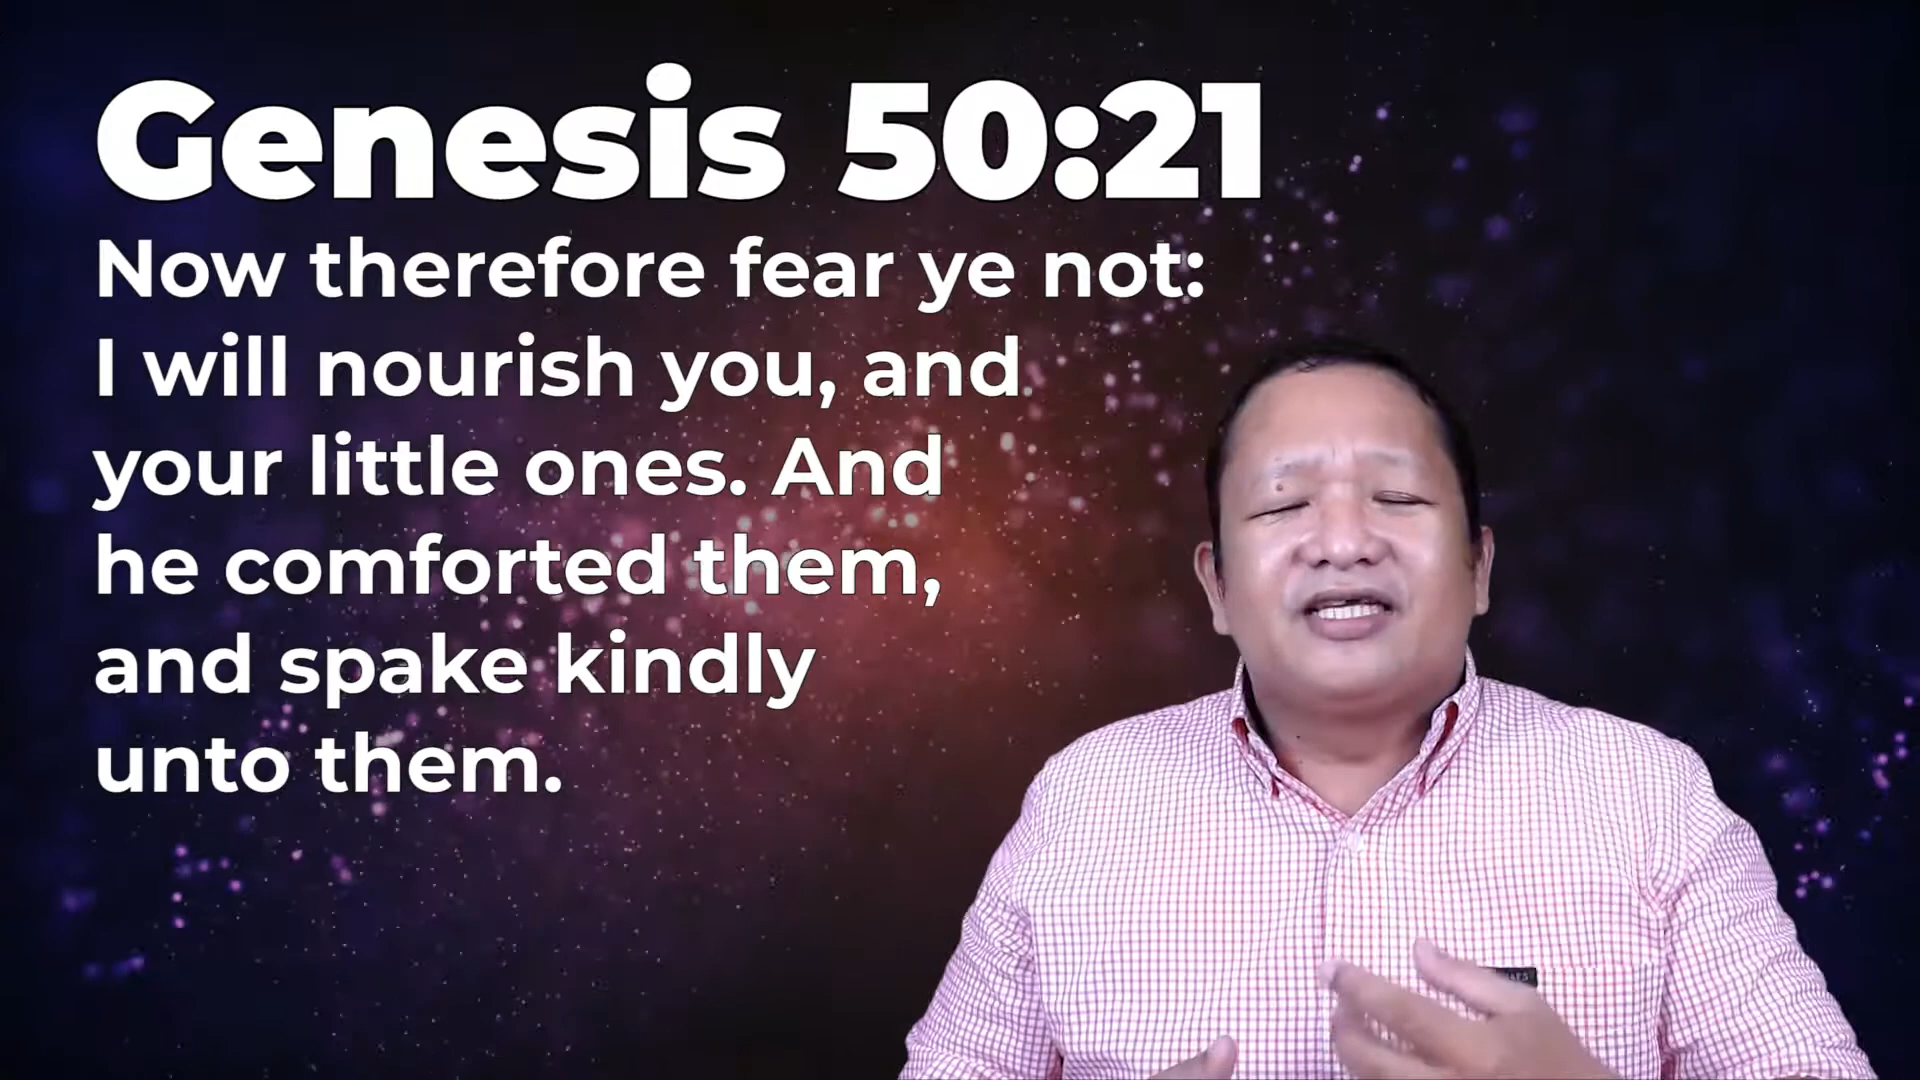 Genesis 50:21
Now therefore fear ye not:
I will nourish you, and
your little ones. And
he comforted them,
and spake kindly
unto them.